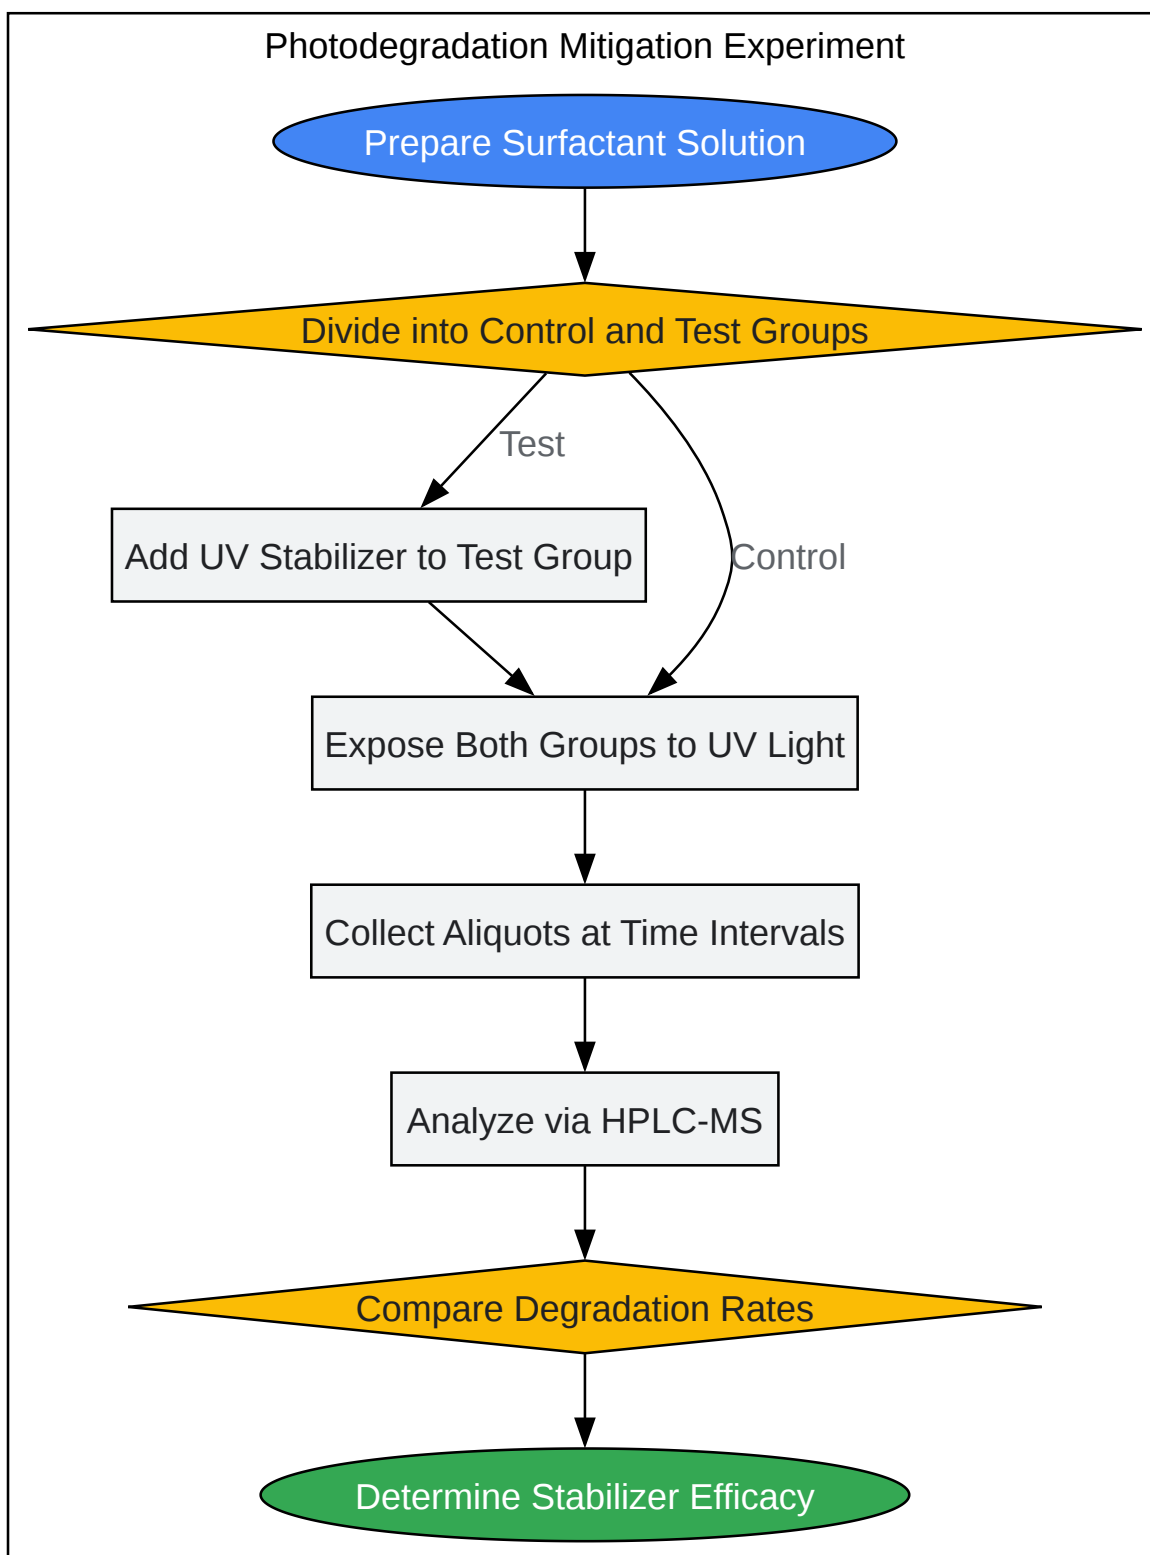 Photodegradation Mitigation Experiment
Prepare Surfactant Solution
Divide into Control and Test Groups
Test
Add UV Stabilizer to Test Group
Control
Expose Both Groups to UV Light
Collect Aliquots at Time Intervals
Analyze via HPLC-MS
Compare Degradation Rates
Determine Stabilizer Efficacy